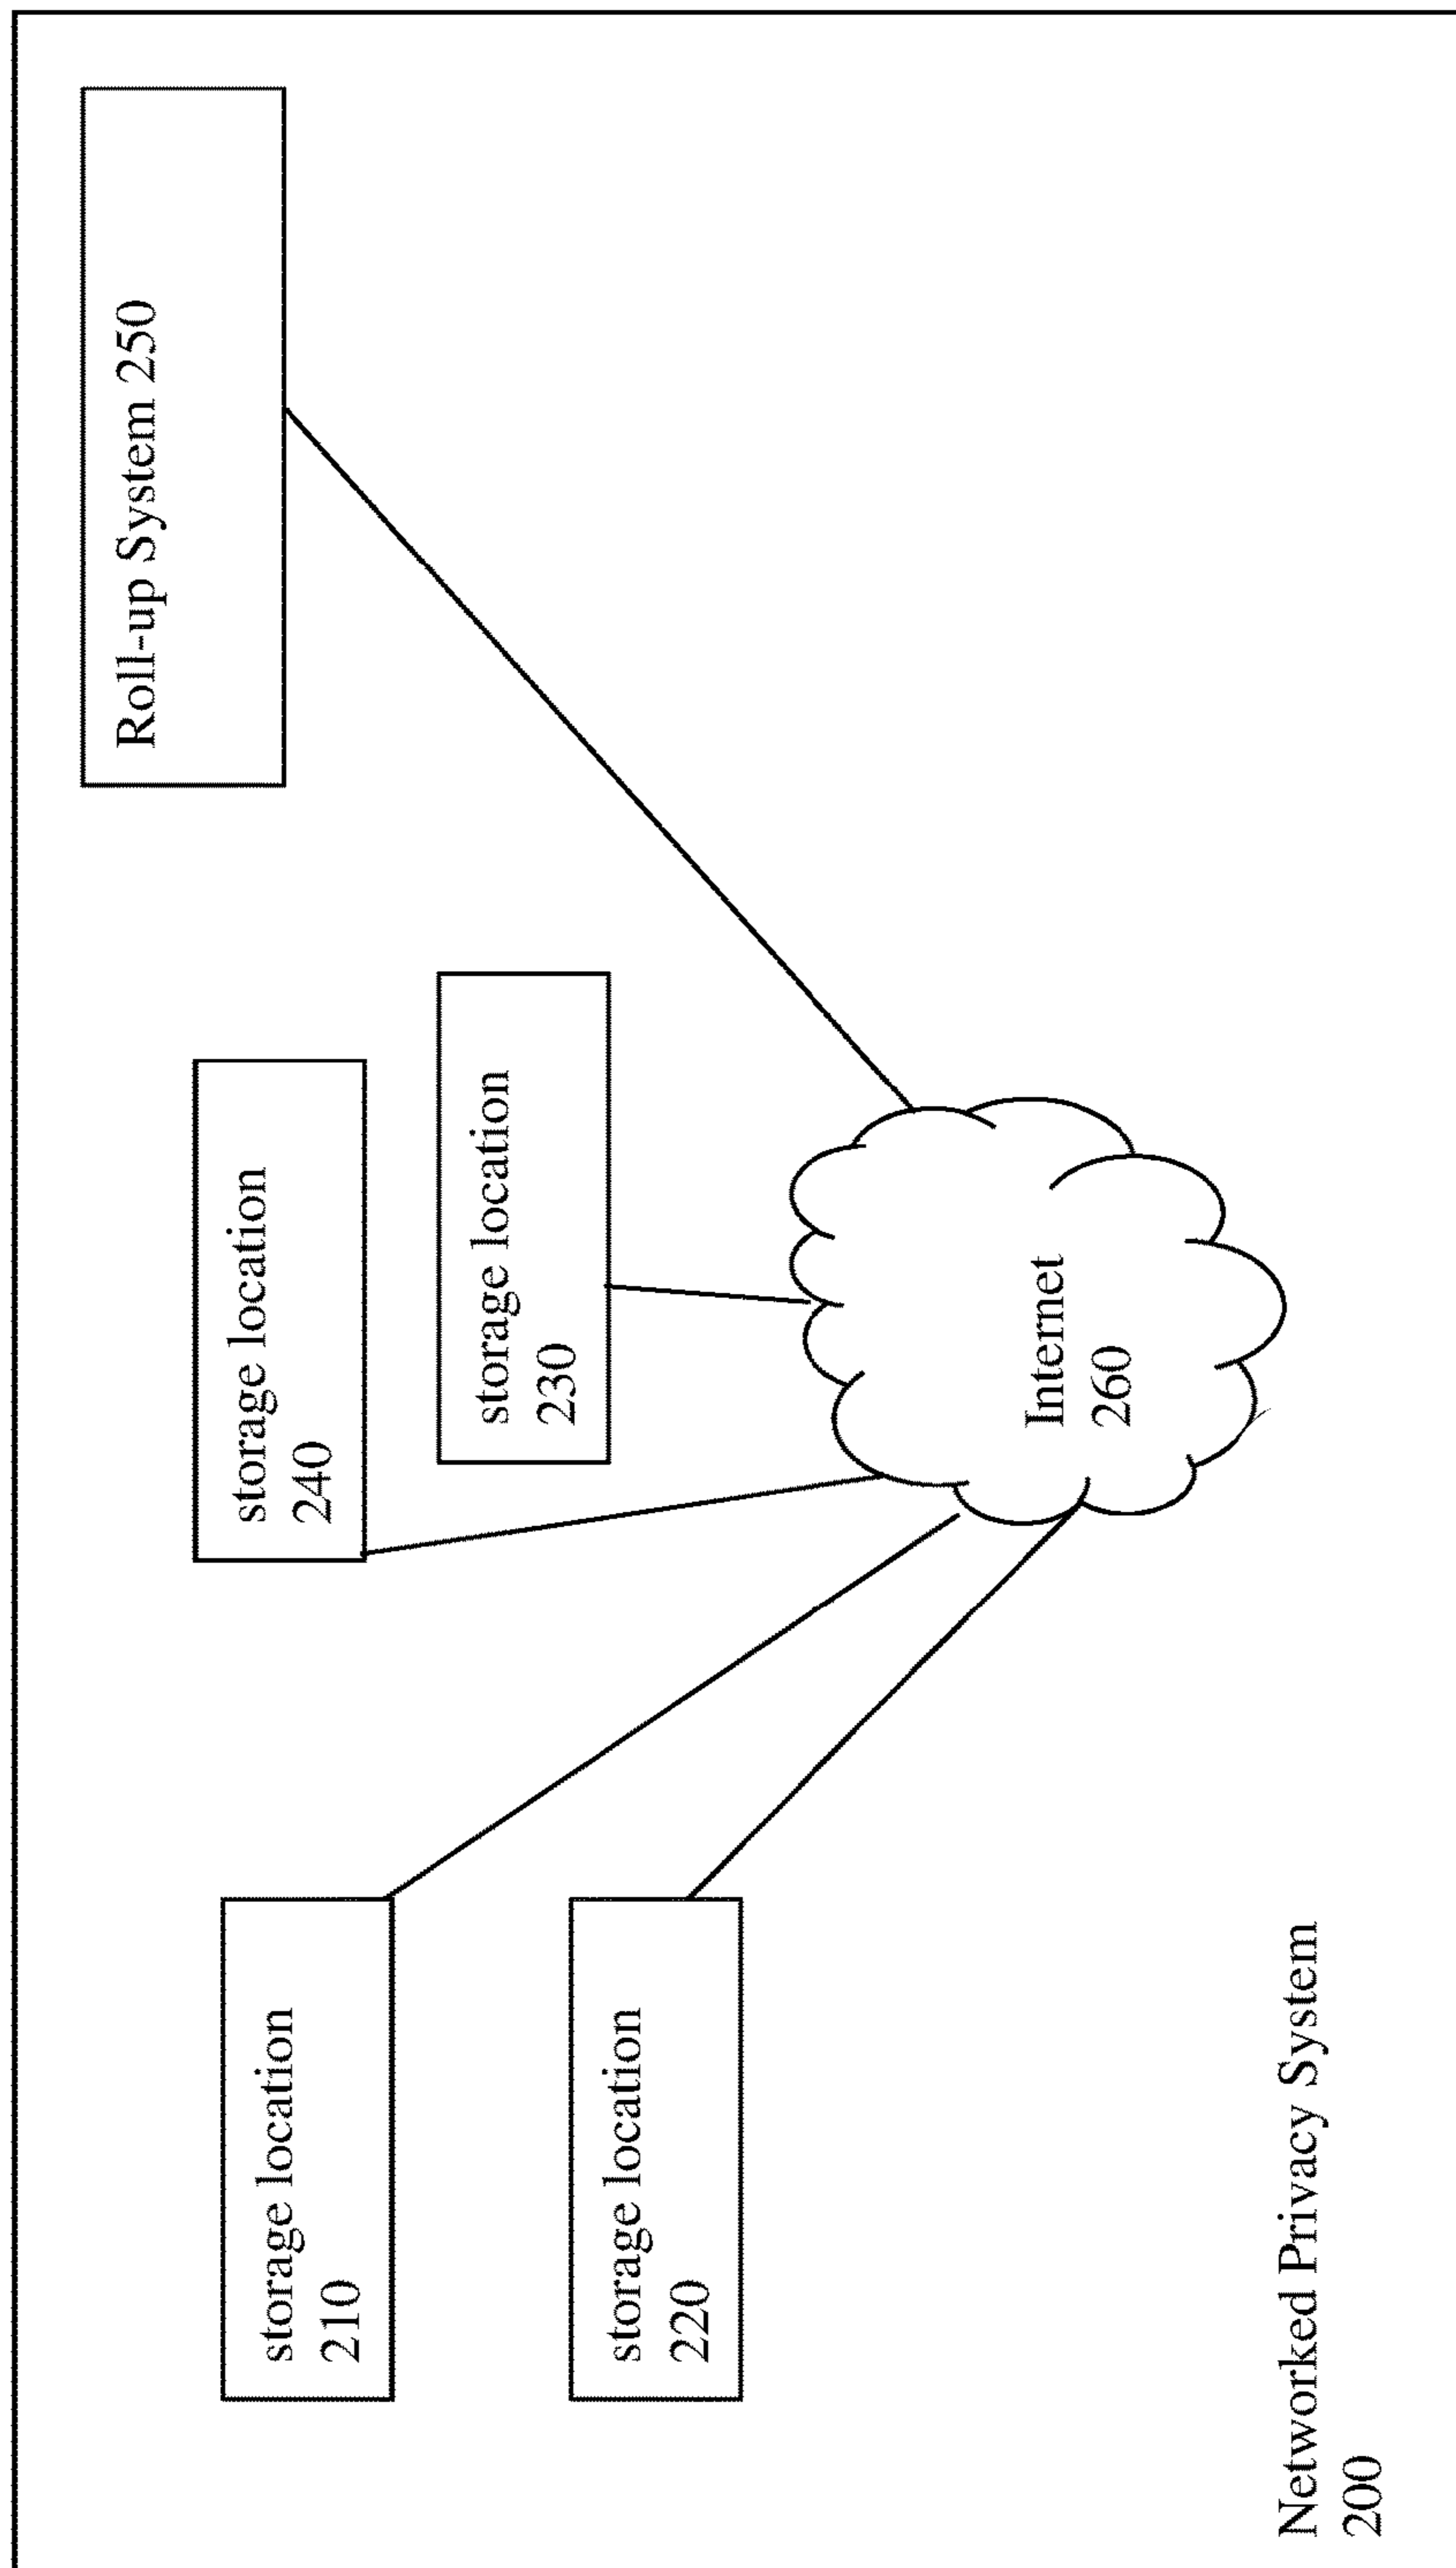 Roll-up System 250
storage location
240
storage location
230
storage location
210
storage location
220
Internet
260
Networked Privacy System
200